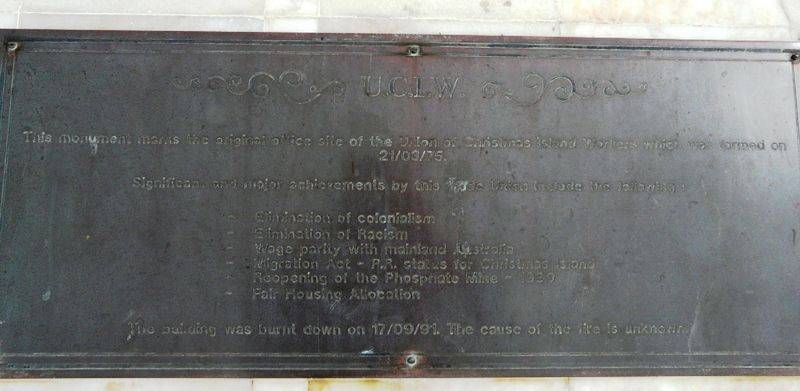 U.C.I.W.
This monument marks the original office site of the Union of Christmas Island Workers which was formed on
21/03/75.
Significant and major achievements by this Trade Union include the following :
- Elimination of colonialism
- Elimination of Racism
- Wage parity with mainland Australia
- Migration Act - P.R. status for Christmas Island
- Reopening of the Phosphate Mine -
- Fair Housing Allocation
The building was burnt down on 17/09/91. The cause of the fire is unknown.